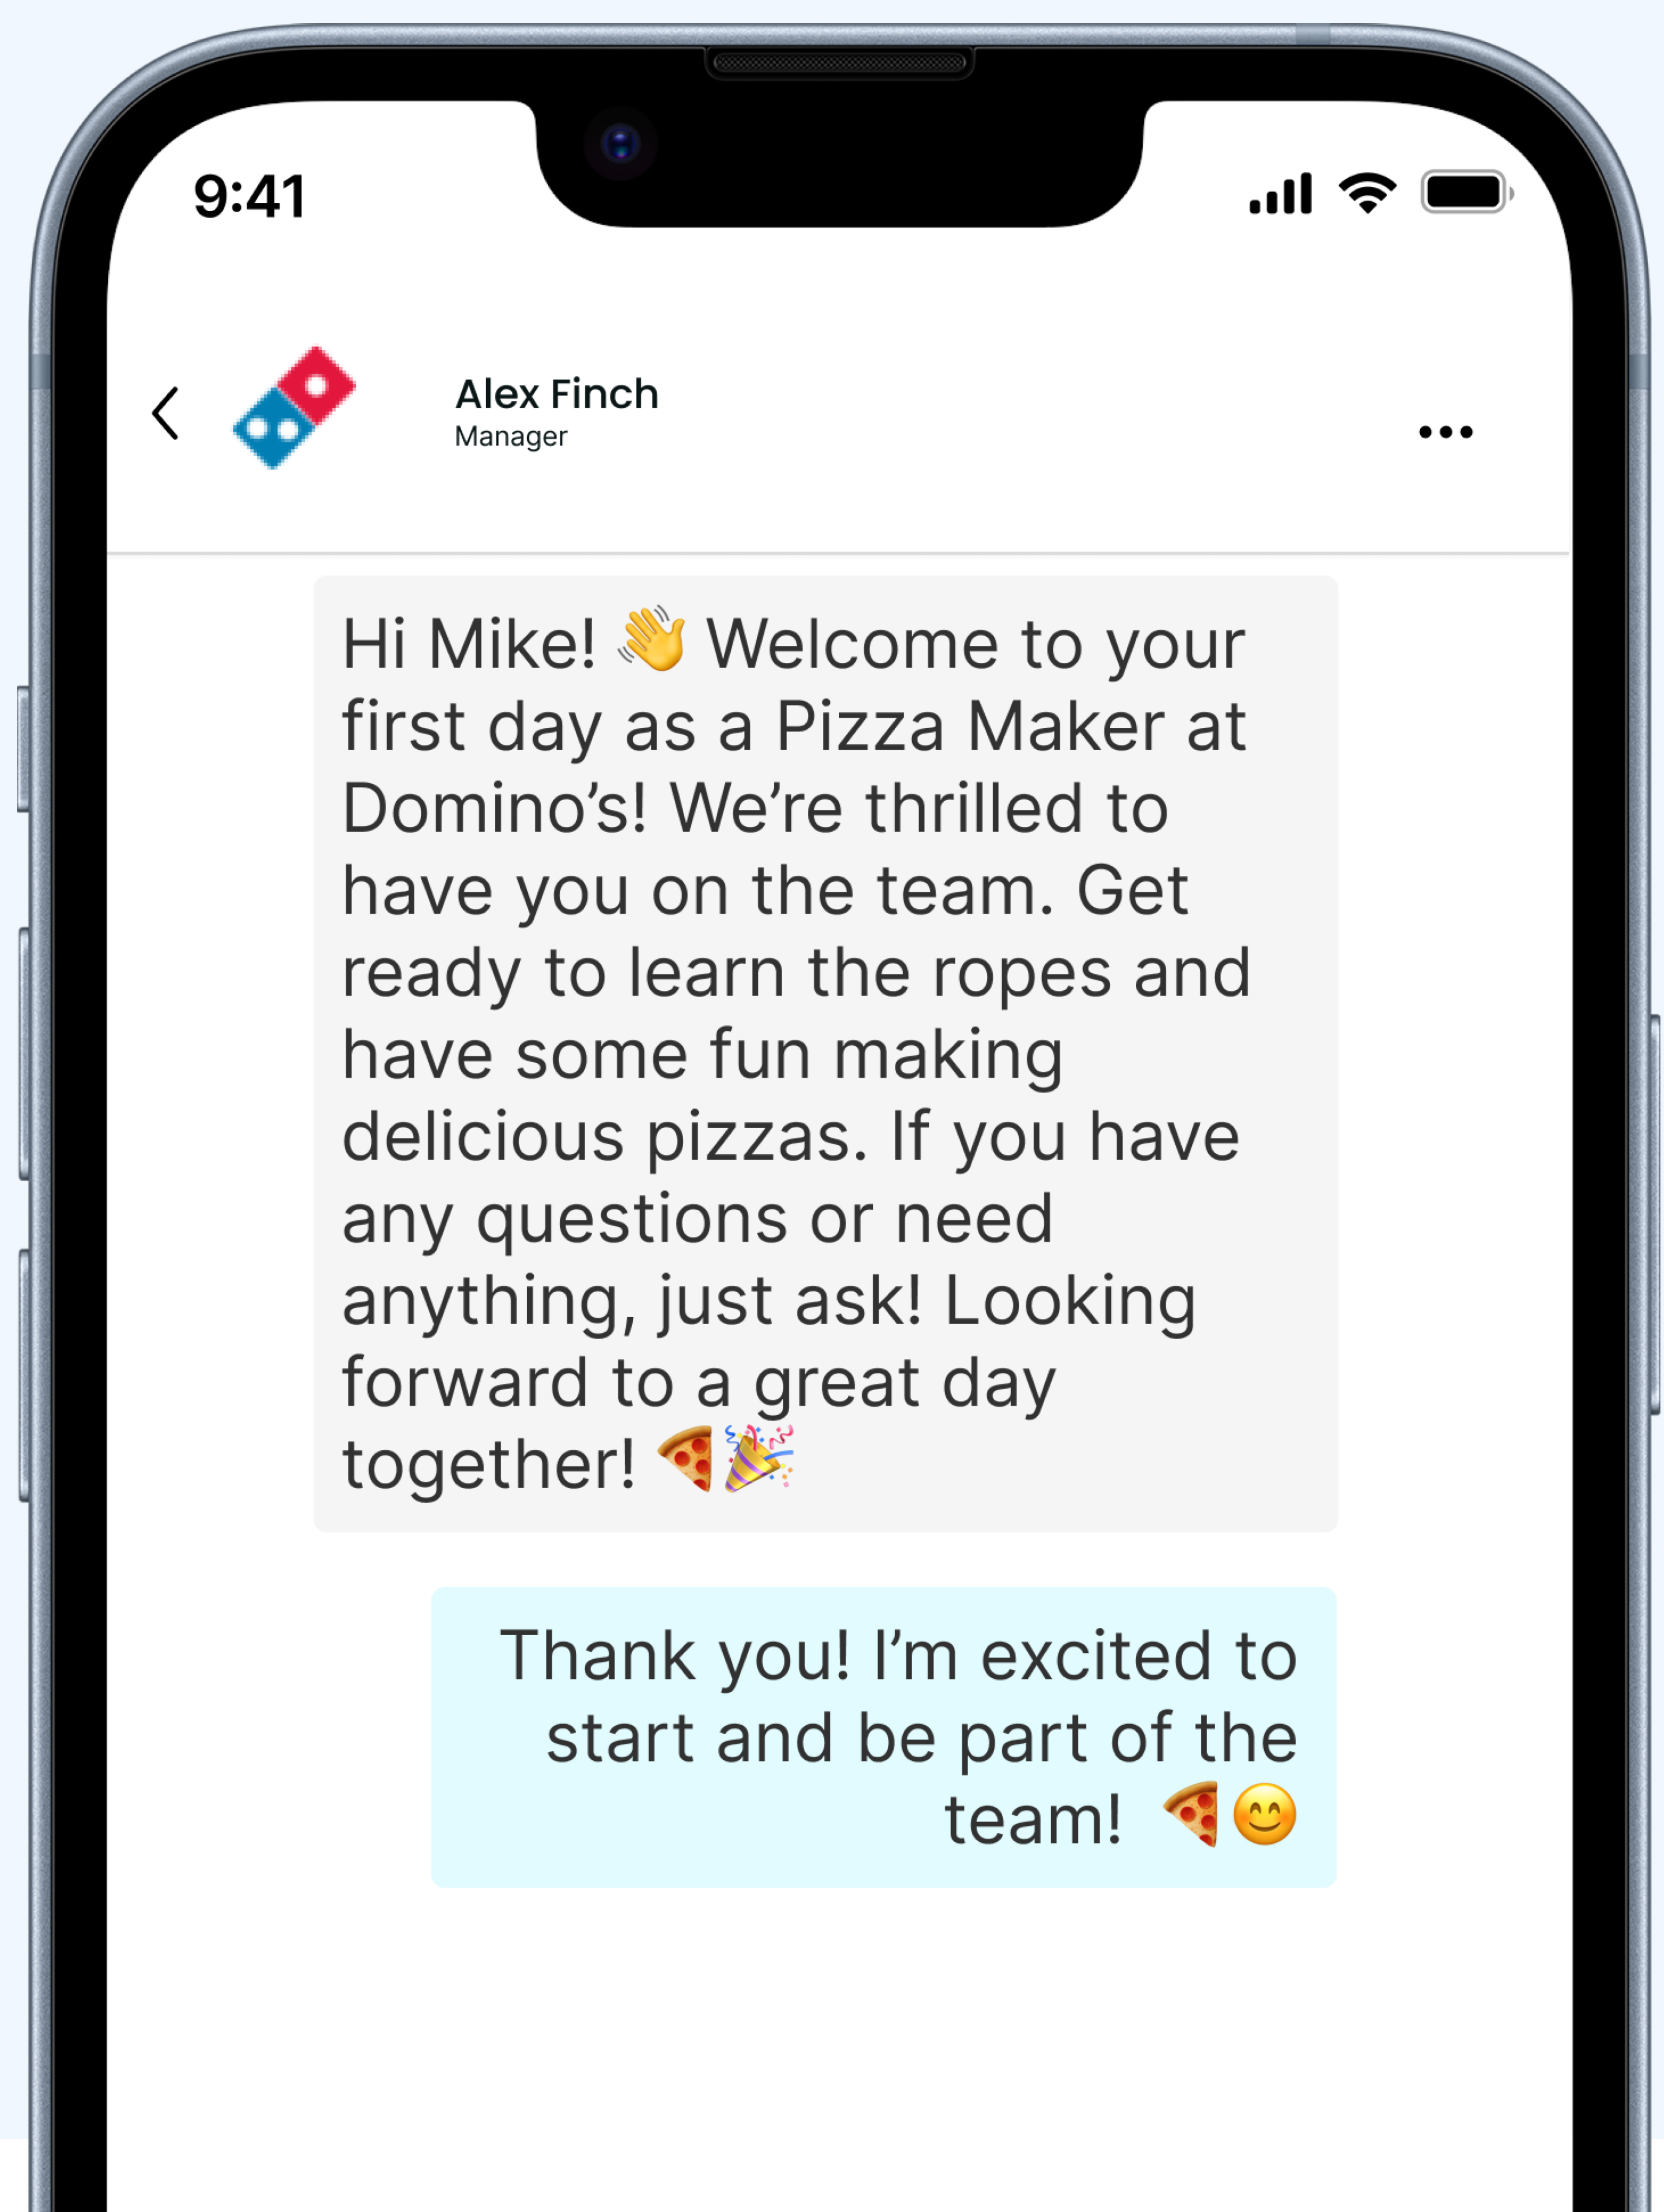 9:41
Alex Finch
Manager
Hi Mike! 👋 Welcome to your
first day as a Pizza Maker at
Domino’s! We’re thrilled to
have you on the team. Get
ready to learn the ropes and
have some fun making
delicious pizzas. If you have
any questions or need
anything, just ask! Looking
forward to a great day
together! 🍕🎉
Thank you! I’m excited to
start and be part of the
team! 🍕😊